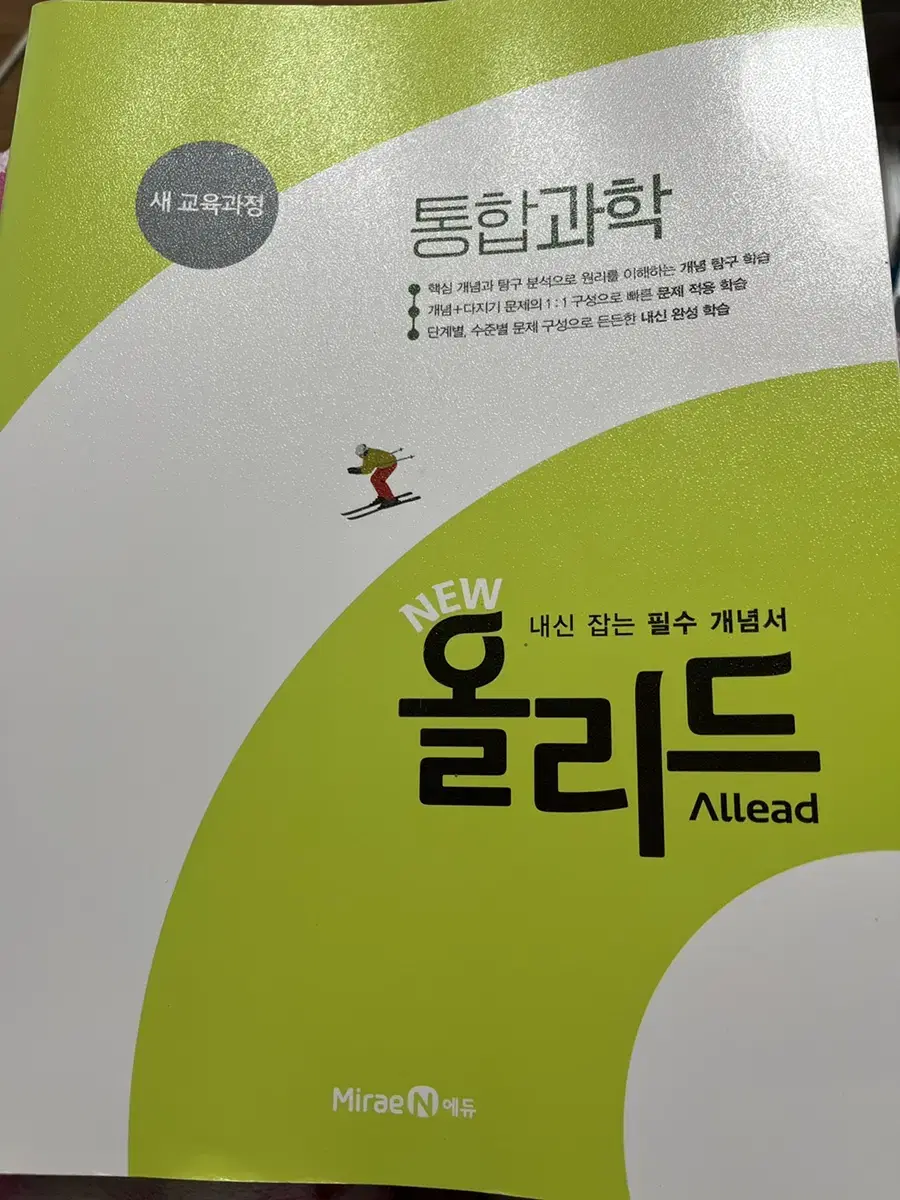 새 교육과정
통합과학
핵심 개념과 탐구 분석으로 원리를 이해하는 개념 탐구 학습
개념+다지기 문제의 1 : 1 구성으로 빠른 문제 적용 학습
단계별, 수준별 문제 구성으로 든든한 내신 완성 학습
NEW
내신 잡는 필수 개념서
올리드
Allead
Mirae N 에듀